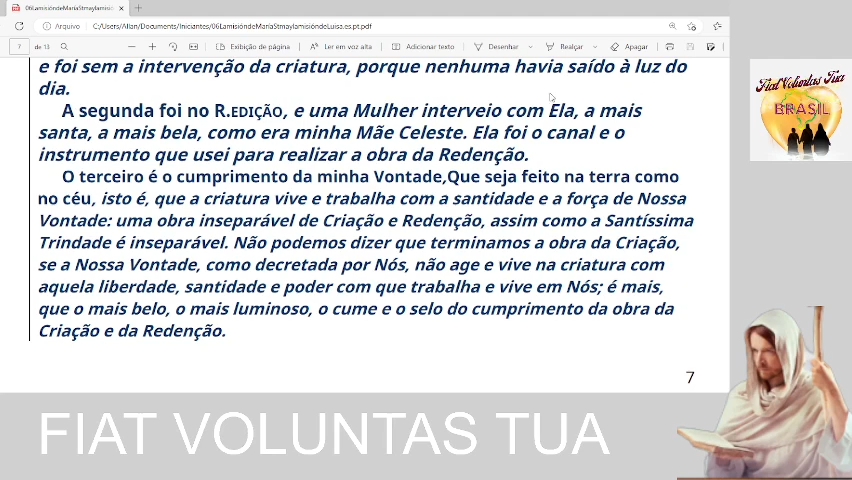 06LamisióndeMaríaStmaylamisióndeLuisa.es.pt.pdf
Arquivo
C:/Users/Allan/Documents/Iniciantes/06LamisióndeMaríaStmaylamisióndeLuisa.es.pt.pdf
7 de 13 Exibição de página Ler em voz alta Adicionar texto Desenhar Realçar Apagar
e foi sem a intervenção da criatura, porque nenhuma havia saído à luz do
dia.
A segunda foi no R.EDIÇÃO, e uma Mulher interveio com Ela, a mais
santa, a mais bela, como era minha Mãe Celeste. Ela foi o canal e o
instrumento que usei para realizar a obra da Redenção.
O terceiro é o cumprimento da minha Vontade,Que seja feito na terra como
no céu, isto é, que a criatura vive e trabalha com a santidade e a força de Nossa
Vontade: uma obra inseparável de Criação e Redenção, assim como a Santíssima
Trindade é inseparável. Não podemos dizer que terminamos a obra da Criação,
se a Nossa Vontade, como decretada por Nós, não age e vive na criatura com
aquela liberdade, santidade e poder com que trabalha e vive em Nós; é mais,
que o mais belo, o mais luminoso, o cume e o selo do cumprimento da obra da
Criação e da Redenção.
7
Fiat Voluntas Tua
BRASIL
FIAT VOLUNTAS TUA